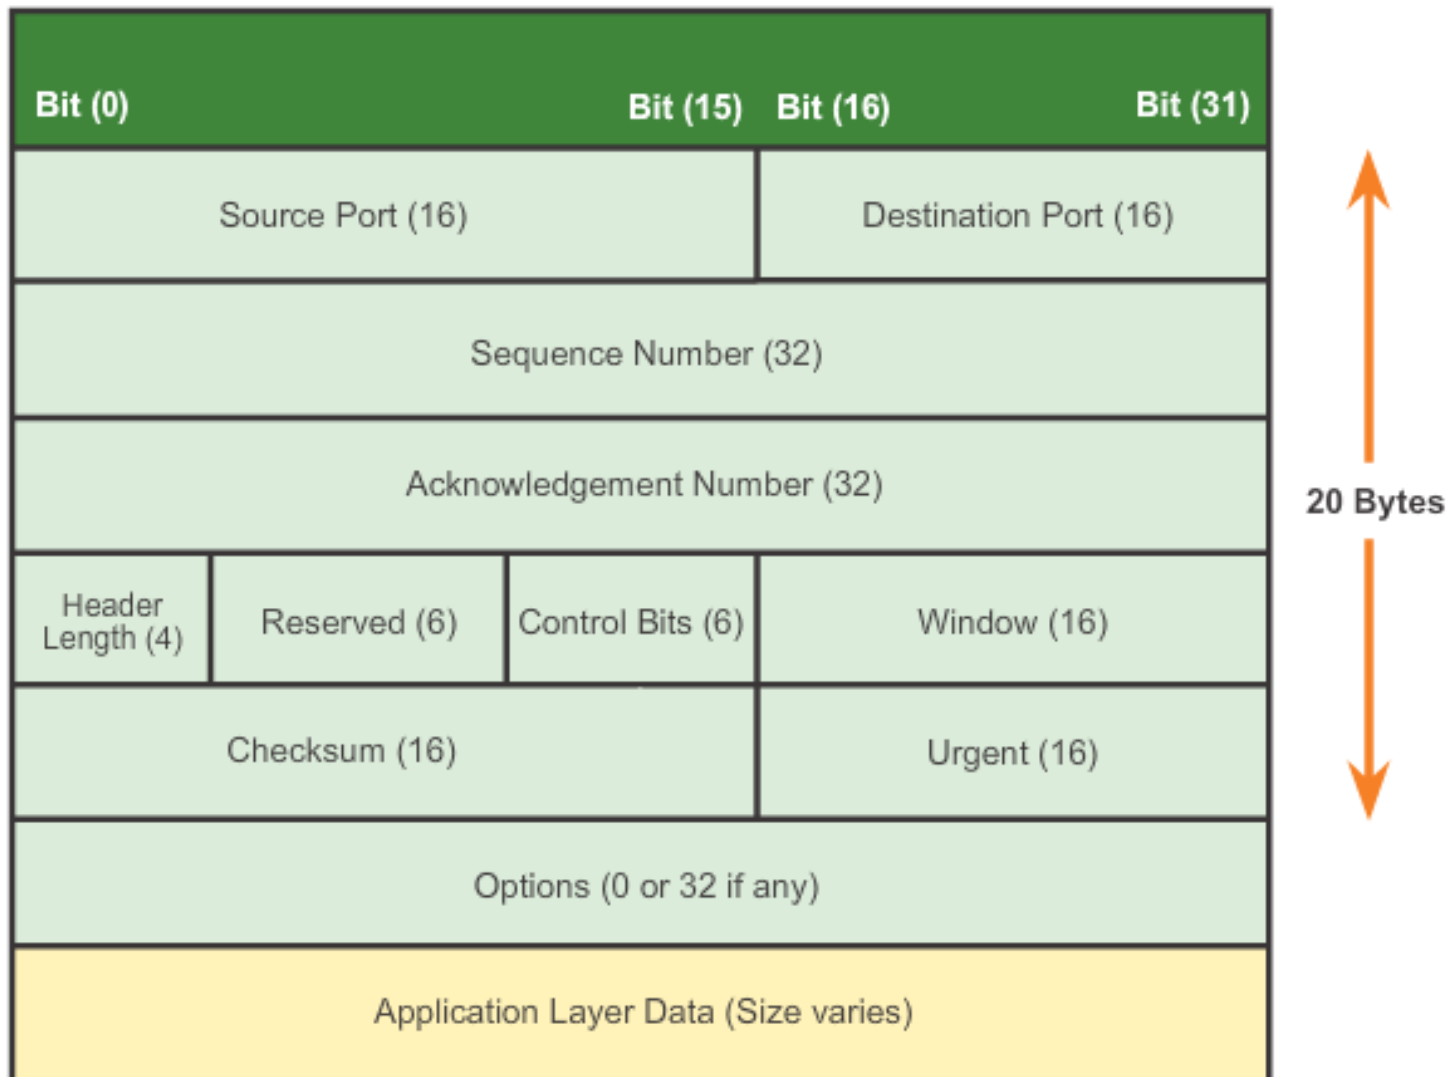 Bit (0) Bit (15) Bit (16) Bit (31)
Source Port (16) Destination Port (16)
Sequence Number (32)
Acknowledgement Number (32)
20 Bytes
Header
Length (4) Reserved (6) Control Bits (6) Window (16)
Checksum (16) Urgent (16)
Options (0 or 32 if any)
Application Layer Data (Size varies)